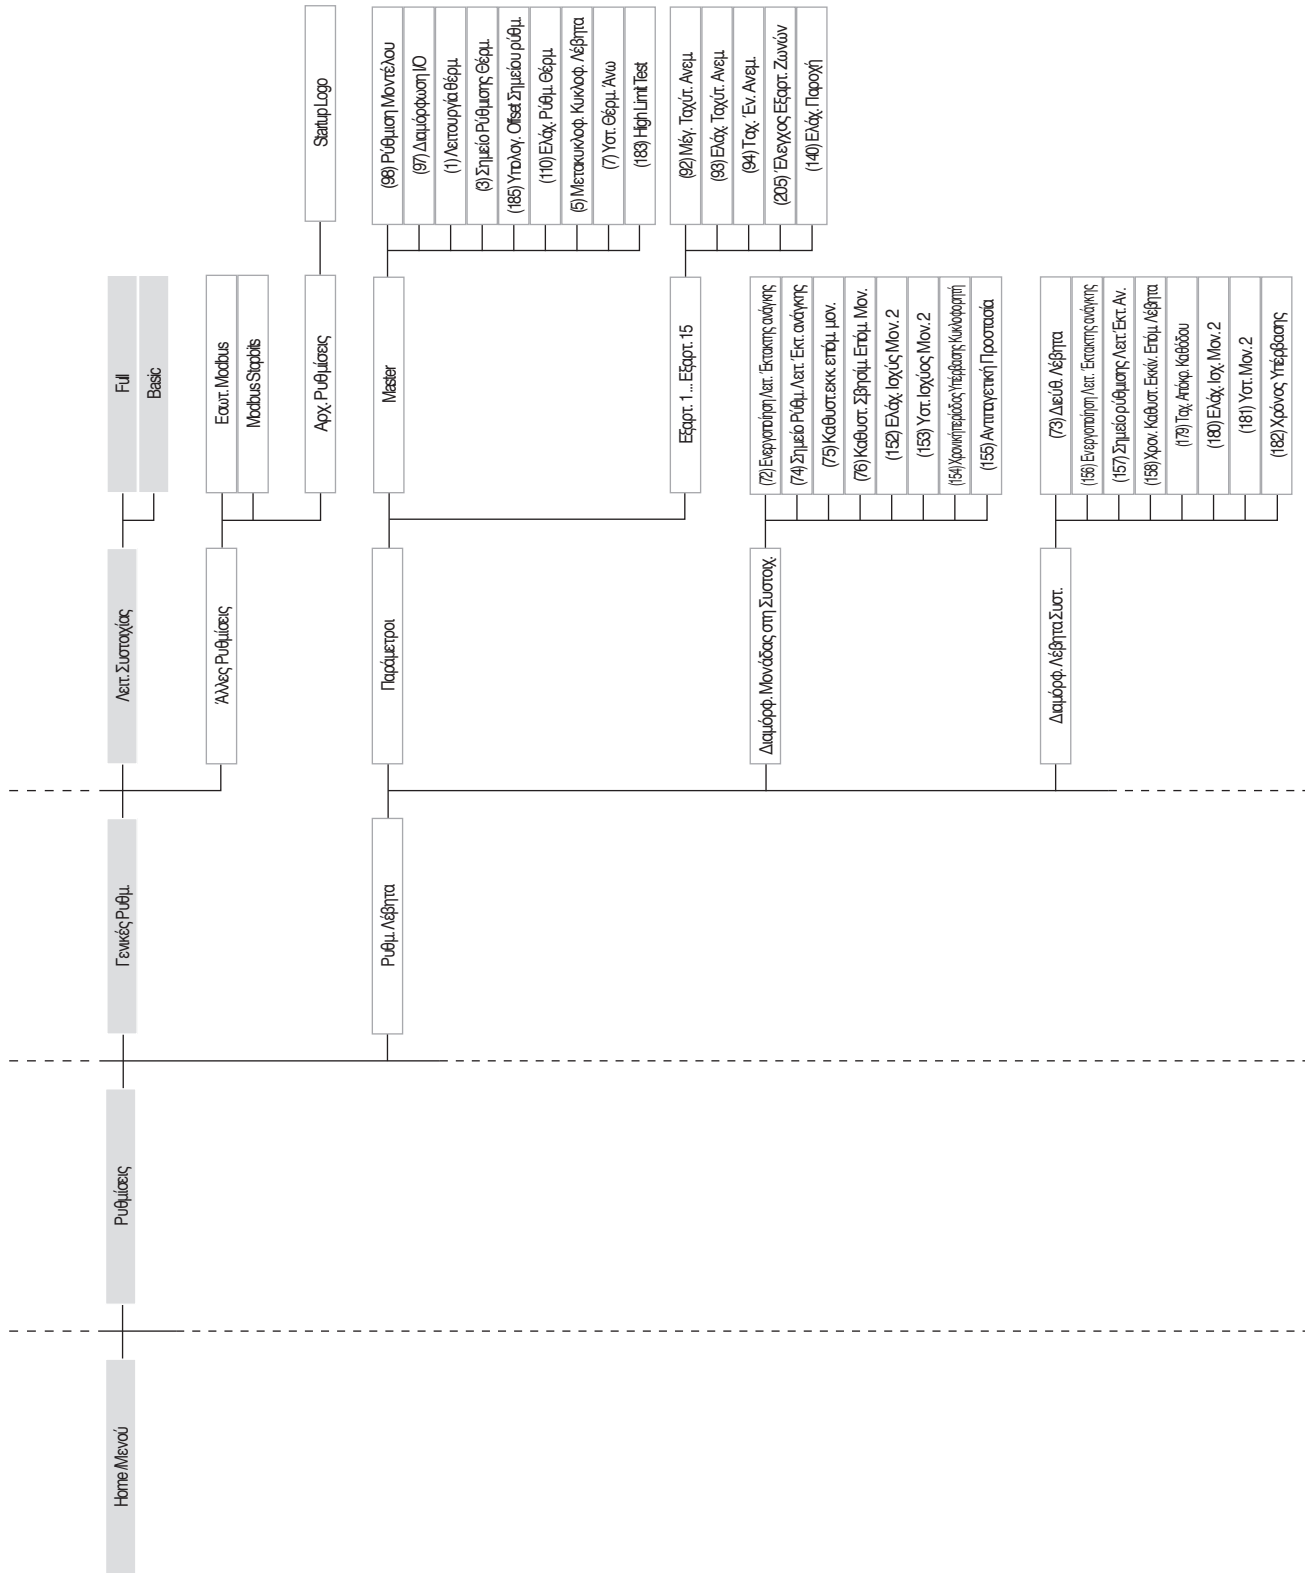 Home/Μενού
Ρυθμίσεις
Γενικές Ρυθμ.
Λειτ. Συστοιχίας
Full
Basic
Άλλες Ρυθμίσεις
Εσωτ. Modbus
Modbus Stopbits
Αρχ. Ρυθμίσεις
Startup Logo
Ρυθμ. Λέβητα
Παράμετροι
Master
(98) Ρύθμιση Μοντέλου
(97) Διαμόρφωση I/O
(1) Λειτουργία θέρμ.
(3) Σημείο Ρύθμισης Θέρμ.
(185) Υπολογ. Offset Σημείου ρύθμ.
(110) Ελάχ. Ρύθμ. Θέρμ.
(5) Μετακυκλοφ. Κυκλοφ. Λέβητα
(7) Υστ. Θέρμ. Άνω
(183) High Limit Test
Εξαρτ. 1 ... Εξαρτ. 15
(92) Μέγ. Ταχύτ. Ανεμ.
(93) Ελάχ. Ταχύτ. Ανεμ.
(94) Ταχ. Έν. Ανεμ.
(205) Έλεγχος Εξαρτ. Ζωνών
(140) Ελάχ. Παροχή
Διαμόρφ. Μονάδας στη Συστοιχ.
(72) Ενεργοποίηση Λειτ. Έκτακτης ανάγκης
(74) Σημείο Ρύθμ. Λειτ. Έκτ. ανάγκης
(75) Καθυστ. εκκ. επόμ. μον.
(76) Καθυστ. Σβησίμ. Επόμ. Μον.
(152) Ελάχ. Ισχύς Μον. 2
(153) Υστ. Ισχύος Μον. 2
(154) Χρονική περίοδος Υπέρβασης Κυκλοφορητή
(155) Αντιπαγετική Προστασία
Διαμόρφ. Λέβητα Συστ.
(73) Διεύθ. Λέβητα
(156) Ενεργοποίηση Λειτ. Έκτακτης ανάγκης
(157) Σημείο ρύθμισης Λειτ. Έκτ. Αν.
(158) Χρον. Καθυστ. Εκκίν. Επόμ. Λέβητα
(179) Ταχ. Απόκρ. Καθόδου
(180) Ελάχ. Ισχ. Μον. 2
(181) Υστ. Μον. 2
(182) Χρόνος Υπέρβασης